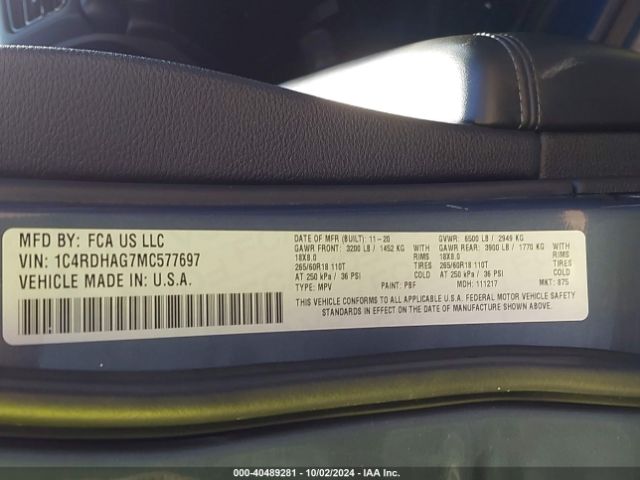 MFD BY: FCA US LLC
VIN: 1C4RDHAG7MC577697
VEHICLE MADE IN: U.S.A.
DATE OF MFR (BUILT): 11-20
GVWR: 6500 LB / 2949 KG
GAWR FRONT: 3200 LB / 1452 KG
GAWR REAR: 3900 LB / 1770 KG
18X8.0 RIMS
18X8.0 RIMS
265/60R18 110T TIRES
265/60R18 110T TIRES
AT 250 kPa / 36 PSI COLD
AT 250 kPa / 36 PSI COLD
TYPE: MPV PAINT: PBF MDH: 111217 MKT: 875
THIS VEHICLE CONFORMS TO ALL APPLICABLE U.S.A. FEDERAL MOTOR VEHICLE SAFETY
STANDARDS IN EFFECT ON THE DATE OF MANUFACTURE SHOWN ABOVE.
000-40489281 - 10/02/2024 - IAA Inc.